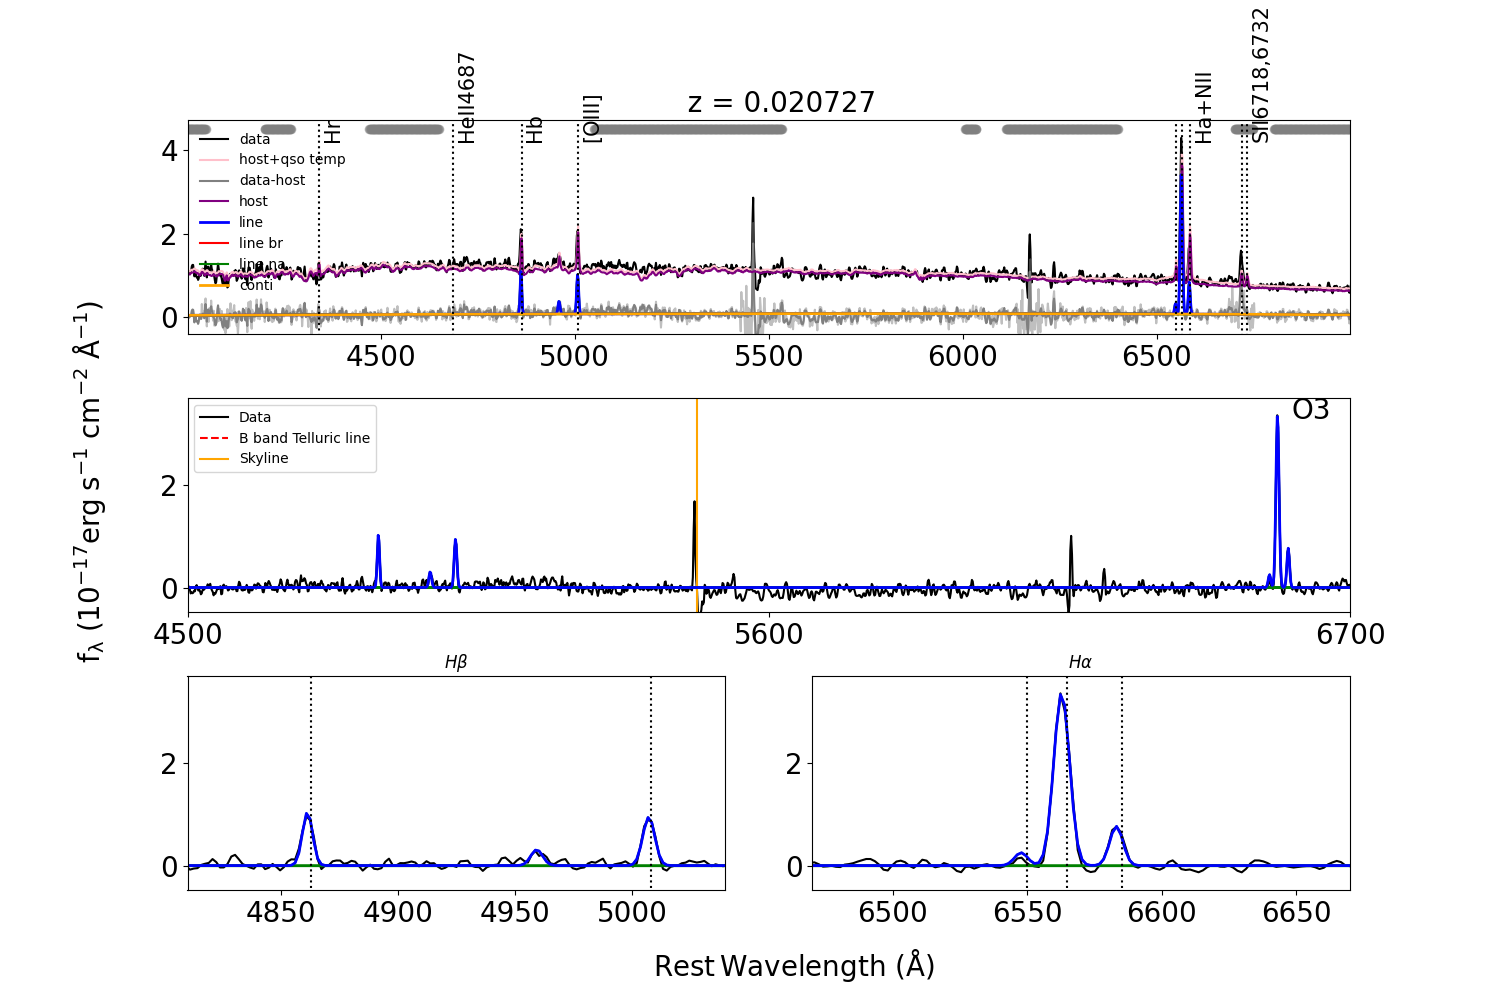 z = 0.020727
Hr
HeII4687
Hb
[OIII]
Ha+NII
SII6718,6732
data
host+qso temp
data-host
host
line
line br
line na
conti
4
2
0
4500
5000
5500
6000
6500
fλ (10⁻¹⁷erg s⁻¹ cm⁻² Å⁻¹)
Data
B band Telluric line
Skyline
O3
2
0
4500
5600
6700
Hβ
2
0
4850
4900
4950
5000
Hα
2
0
6500
6550
6600
6650
Rest Wavelength (Å)